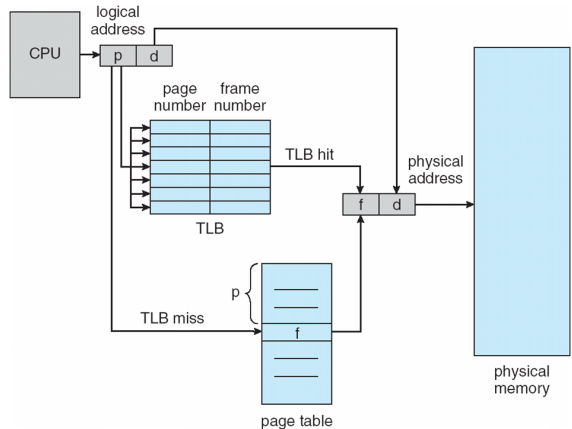 logical
address
CPU
p d
page
number
frame
number
TLB hit
physical
address
f d
TLB
p
TLB miss
f
page table
physical
memory